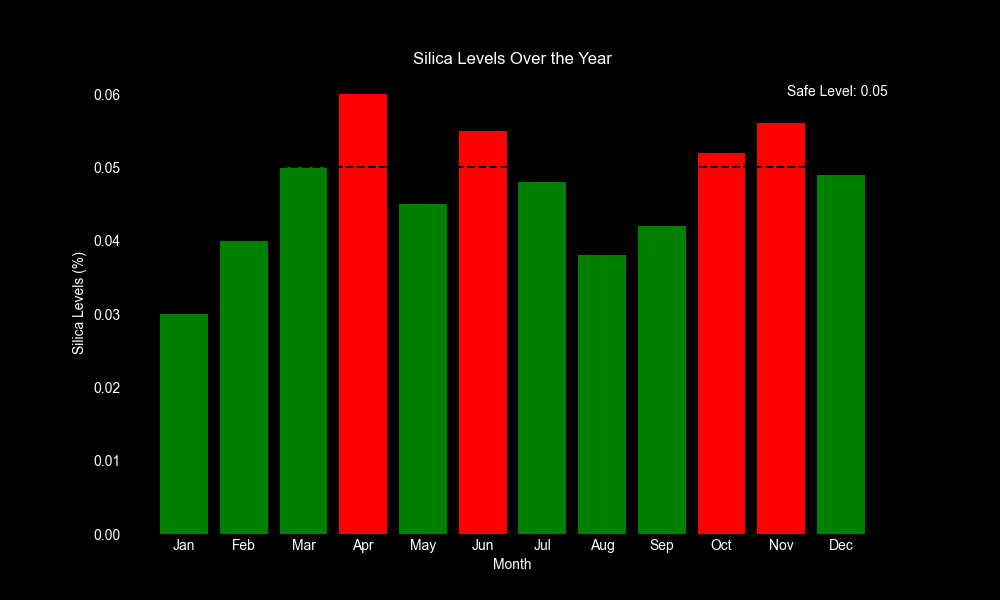 Silica Levels Over the Year
Safe Level: 0.05
Silica Levels (%)
0.06
0.05
0.04
0.03
0.02
0.01
0.00
Jan Feb Mar Apr May Jun Jul Aug Sep Oct Nov Dec
Month